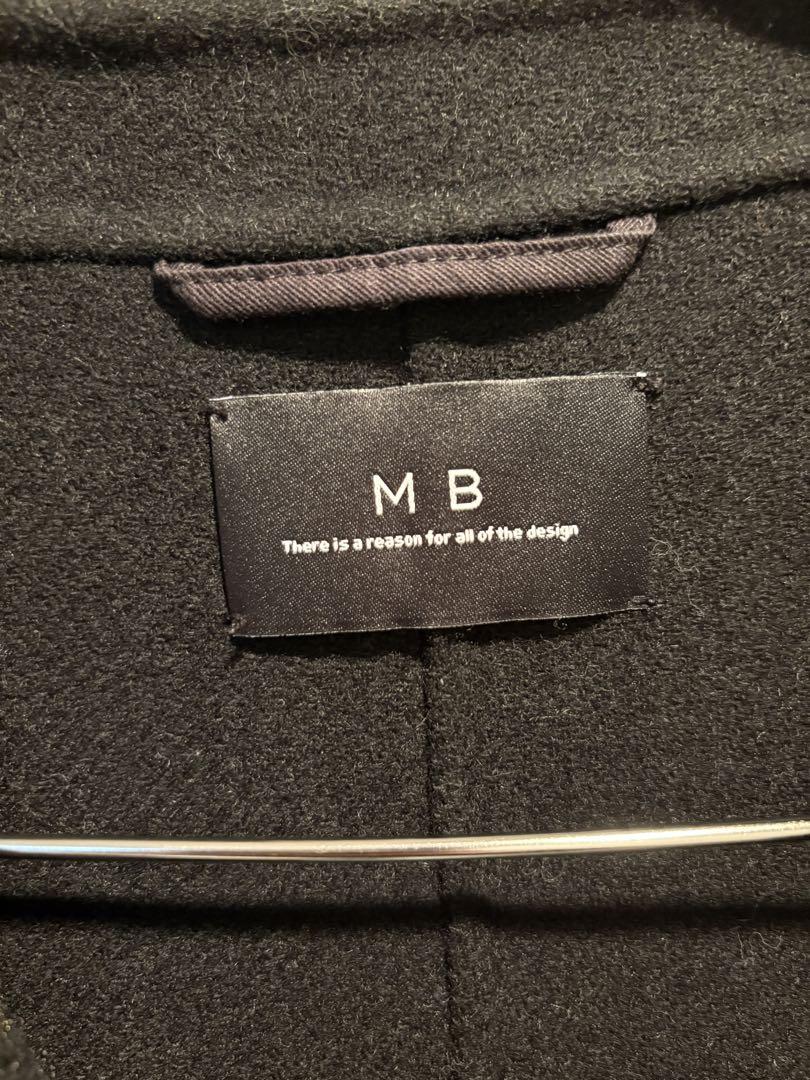 M B
There is a reason for all of the design